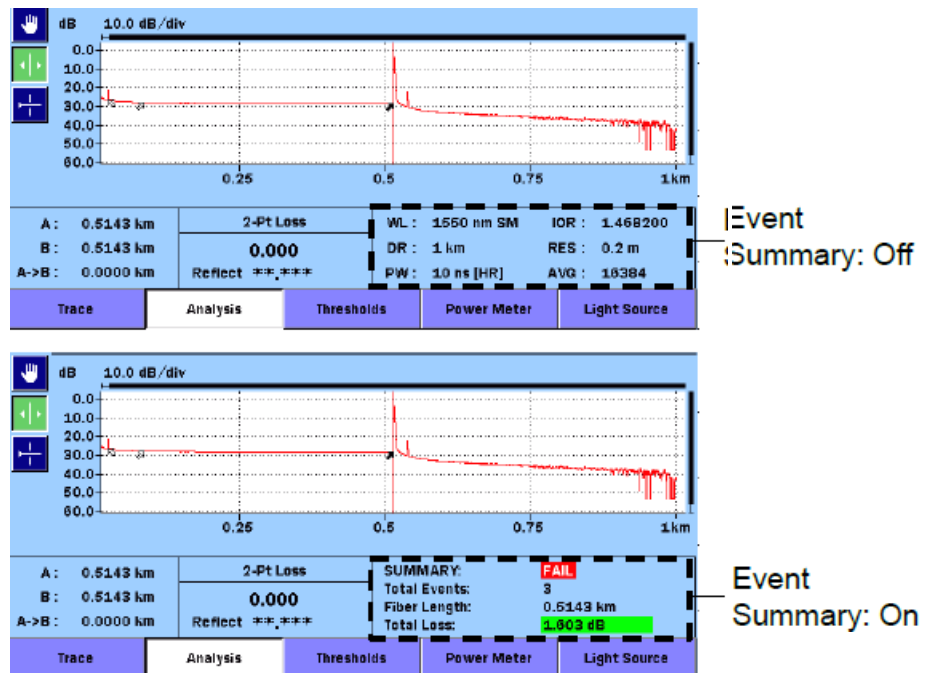 dB 10.0 dB/div
0.0
10.0
20.0
30.0
40.0
50.0
60.0
0.25 0.5 0.75 1km
A: 0.5143 km 2-Pt Loss WL: 1550 nm SM IOR: 1.468200
B: 0.5143 km 0.000 DR: 1 km RES: 0.2 m
A->B: 0.0000 km Reflect **.*** PW: 10 ns [HR] AVG: 16384
Trace Analysis Thresholds Power Meter Light Source
Event
Summary: Off
dB 10.0 dB/div
0.0
10.0
20.0
30.0
40.0
50.0
60.0
0.25 0.5 0.75 1km
A: 0.5143 km 2-Pt Loss SUMMARY: FAIL
Total Events: 3
B: 0.5143 km 0.000 Fiber Length: 0.5143 km
A->B: 0.0000 km Reflect **.*** Total Loss: 1.603 dB
Trace Analysis Thresholds Power Meter Light Source
Event
Summary: On